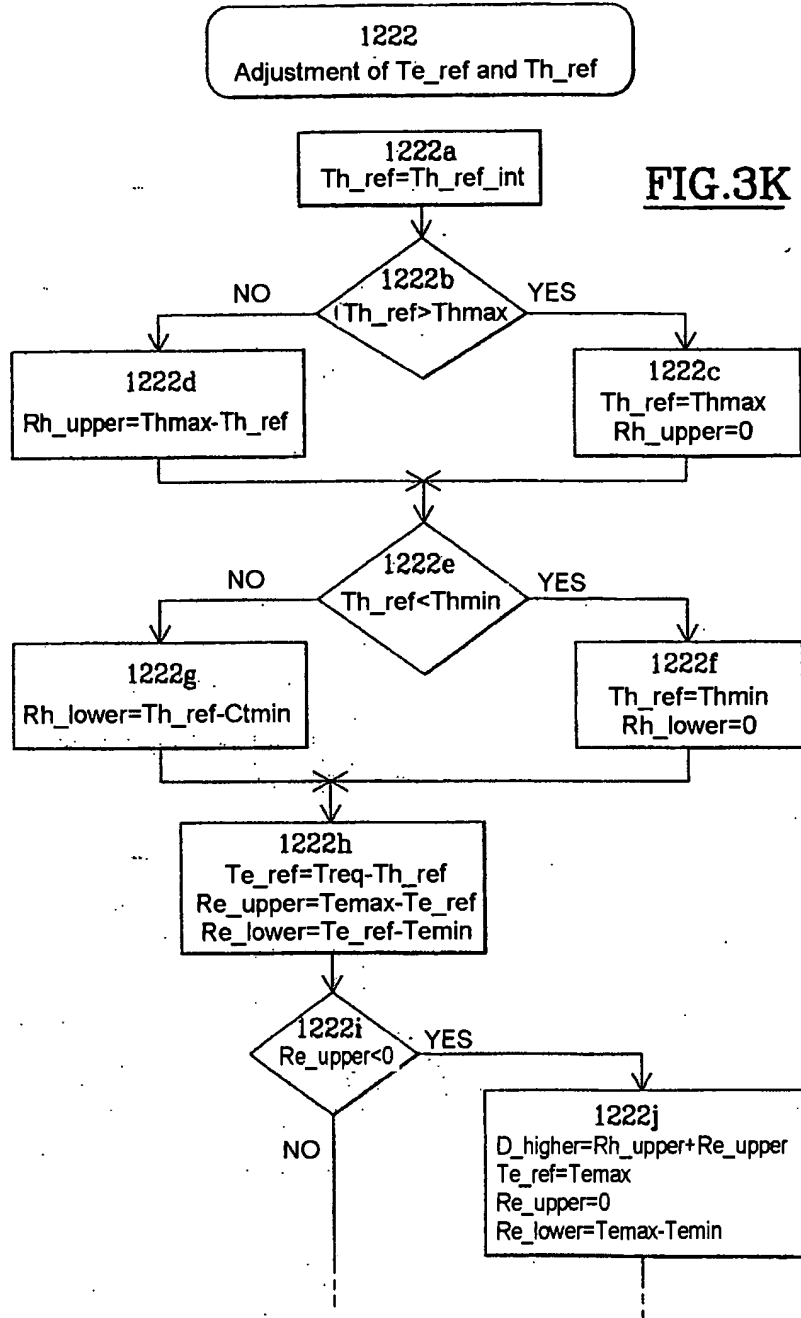 1222
Adjustment of Te_ref and Th_ref
1222a
Th_ref=Th_ref_int
FIG.3K
1222b
Th_ref>Thmax
NO
YES
1222d
Rh_upper=Thmax-Th_ref
1222c
Th_ref=Thmax
Rh_upper=0
1222e
Th_ref<Thmin
NO
YES
1222g
Rh_lower=Th_ref-Ctmin
1222f
Th_ref=Thmin
Rh_lower=0
1222h
Te_ref=Treq-Th_ref
Re_upper=Temax-Te_ref
Re_lower=Te_ref-Temin
1222i
Re_upper<0
YES
NO
1222j
D_higher=Rh_upper+Re_upper
Te_ref=Temax
Re_upper=0
Re_lower=Temax-Temin